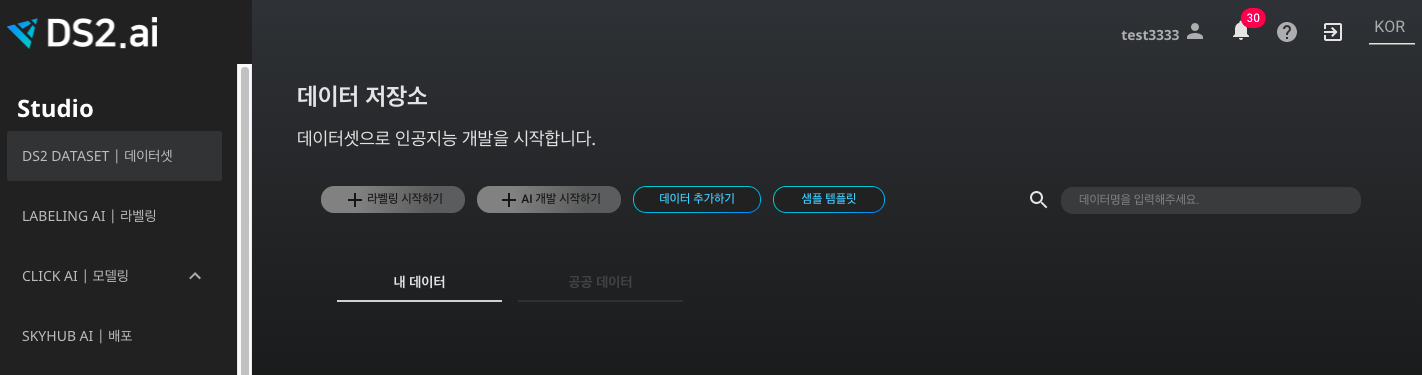 DS2.ai
test3333
30
KOR
Studio
DS2 DATASET | 데이터셋
LABELING AI | 라벨링
CLICK AI | 모델링
SKYHUB AI | 배포
데이터 저장소
데이터셋으로 인공지능 개발을 시작합니다.
라벨링 시작하기
AI 개발 시작하기
데이터 추가하기
샘플 템플릿
데이터명을 입력해주세요.
내 데이터
공공 데이터